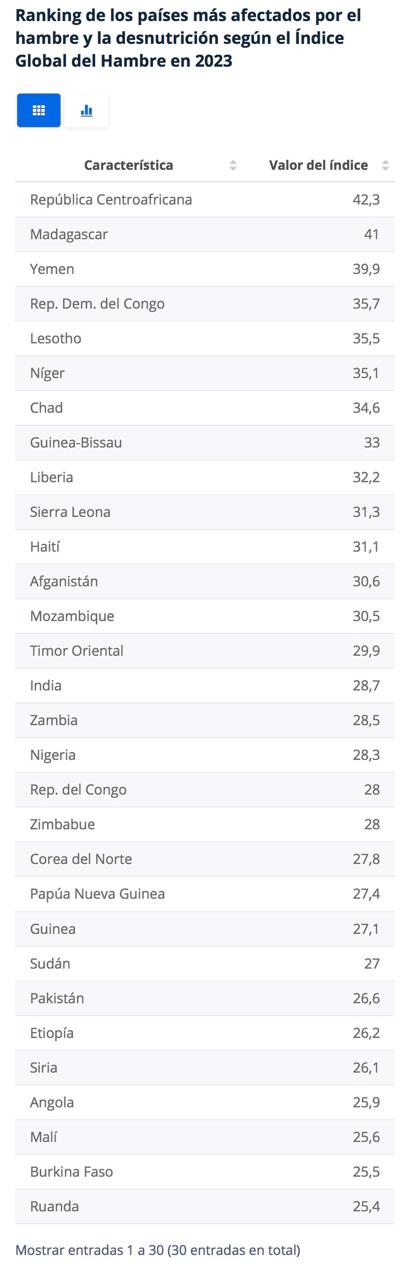 Ranking de los países más afectados por el
hambre y la desnutrición según el Índice
Global del Hambre en 2023
Característica Valor del índice
República Centroafricana 42,3
Madagascar 41
Yemen 39,9
Rep. Dem. del Congo 35,7
Lesotho 35,5
Níger 35,1
Chad 34,6
Guinea-Bissau 33
Liberia 32,2
Sierra Leona 31,3
Haití 31,1
Afganistán 30,6
Mozambique 30,5
Timor Oriental 29,9
India 28,7
Zambia 28,5
Nigeria 28,3
Rep. del Congo 28
Zimbabue 28
Corea del Norte 27,8
Papúa Nueva Guinea 27,4
Guinea 27,1
Sudán 27
Pakistán 26,6
Etiopía 26,2
Siria 26,1
Angola 25,9
Malí 25,6
Burkina Faso 25,5
Ruanda 25,4
Mostrar entradas 1 a 30 (30 entradas en total)